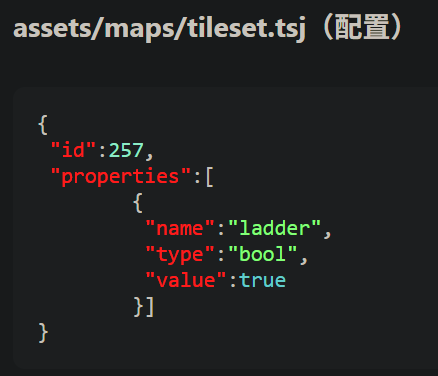 assets/maps/tileset.tsj（配置）
{
 "id":257,
 "properties":[
        {
         "name":"ladder",
         "type":"bool",
         "value":true
        }]
}